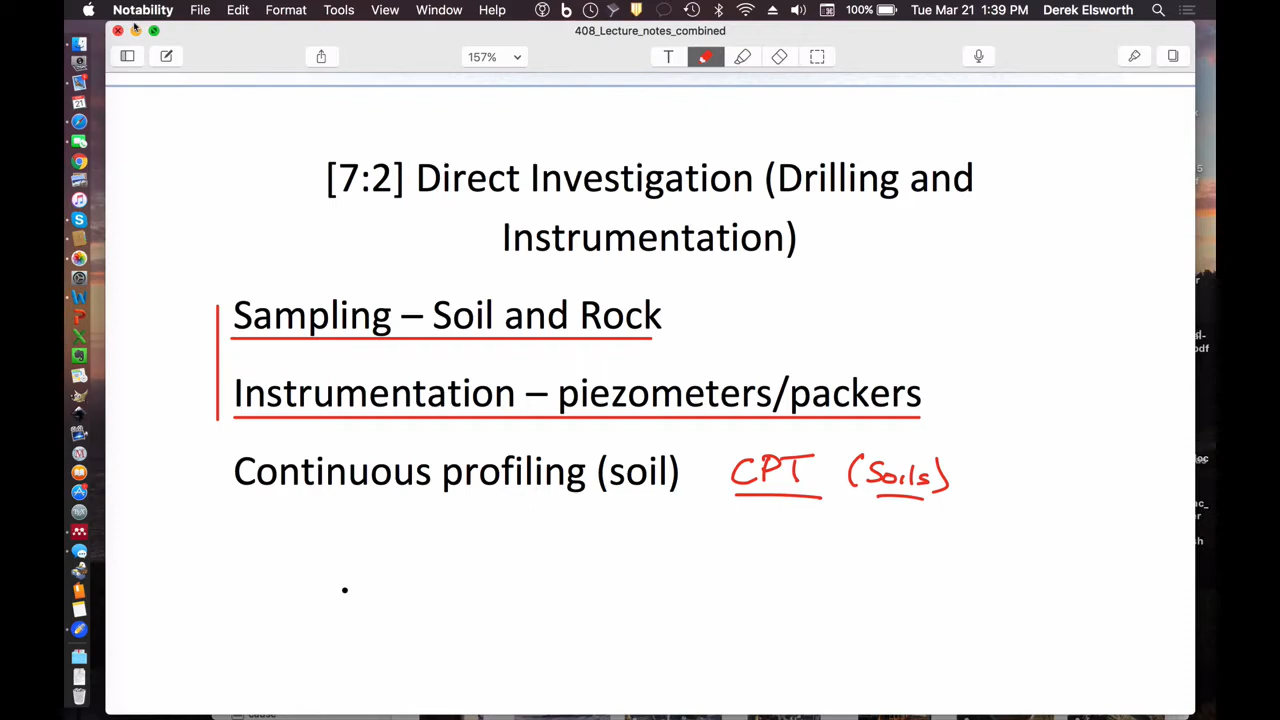 Notability File Edit Format Tools View Window Help 100% Tue Mar 21 1:39 PM Derek Elsworth
408_Lecture_notes_combined
157% T
[7:2] Direct Investigation (Drilling and
Instrumentation)
Sampling – Soil and Rock
Instrumentation – piezometers/packers
Continuous profiling (soil) CPT (Soils)